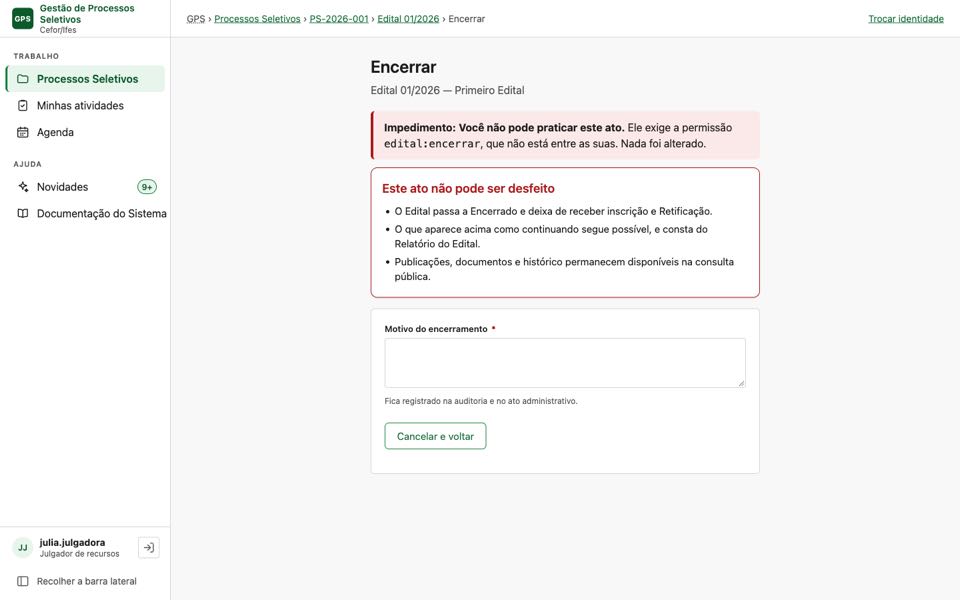 GPS
Gestão de Processos
Seletivos
Cefor/Ifes
GPS › Processos Seletivos › PS-2026-001 › Edital 01/2026 › Encerrar
Trocar identidade
TRABALHO
Processos Seletivos
Minhas atividades
Agenda
AJUDA
Novidades 9+
Documentação do Sistema
Encerrar
Edital 01/2026 — Primeiro Edital
Impedimento: Você não pode praticar este ato. Ele exige a permissão
edital:encerrar, que não está entre as suas. Nada foi alterado.
Este ato não pode ser desfeito
• O Edital passa a Encerrado e deixa de receber inscrição e Retificação.
• O que aparece acima como continuando segue possível, e consta do
Relatório do Edital.
• Publicações, documentos e histórico permanecem disponíveis na consulta
pública.
Motivo do encerramento *
Fica registrado na auditoria e no ato administrativo.
Cancelar e voltar
JJ
julia.julgadora
Julgador de recursos
Recolher a barra lateral